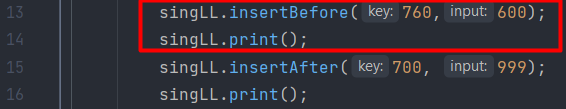 13 singLL.insertBefore( key: 760, input: 600);
14 singLL.print();
15 singLL.insertAfter( key: 700, input: 999);
16 singLL.print();